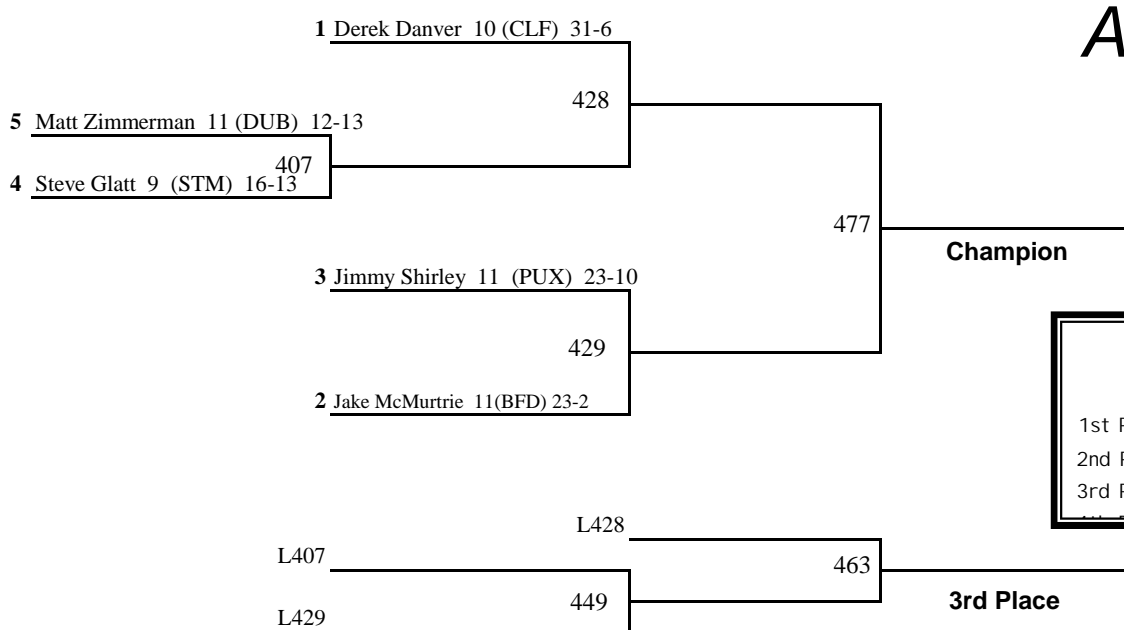 1 Derek Danver 10 (CLF) 31-6
A
428
5 Matt Zimmerman 11 (DUB) 12-13
407
4 Steve Glatt 9 (STM) 16-13
477
Champion
3 Jimmy Shirley 11 (PUX) 23-10
429
2 Jake McMurtrie 11(BFD) 23-2
1st
2nd
3rd
L428
L407
463
449
3rd Place
L429